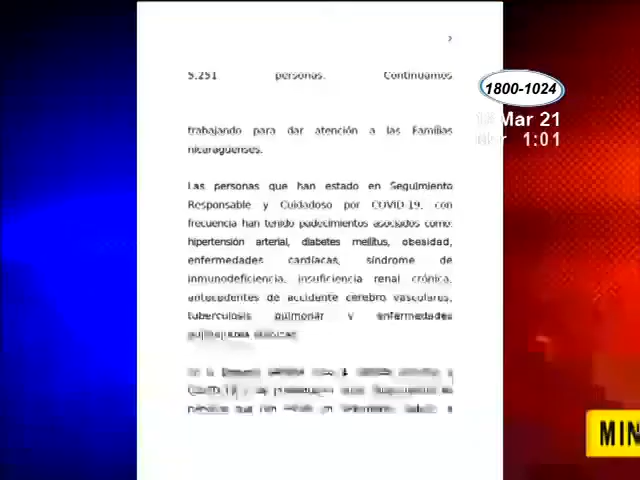 2
5,251 personas. Continuamos
1800-1024
Mar 21
1:01
trabajando para dar atención a las Familias
nicaragüenses.
Las personas que han estado en Seguimiento
Responsable y Cuidadoso por COVID-19, con
frecuencia han tenido padecimientos asociados como:
hipertensión arterial, diabetes mellitus, obesidad,
enfermedades cardíacas, síndrome de
inmunodeficiencia, insuficiencia renal crónica,
antecedentes de accidente cerebro vasculares,
tuberculosis pulmonar y enfermedades
MIN